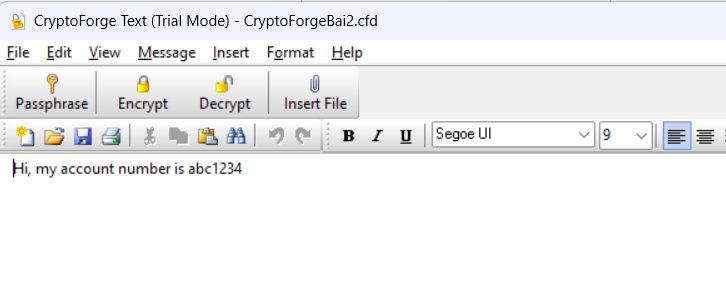 CryptoForge Text (Trial Mode) - CryptoForgeBai2.cfd
File Edit View Message Insert Format Help
Passphrase Encrypt Decrypt Insert File
B I U Segoe UI 9
Hi, my account number is abc1234